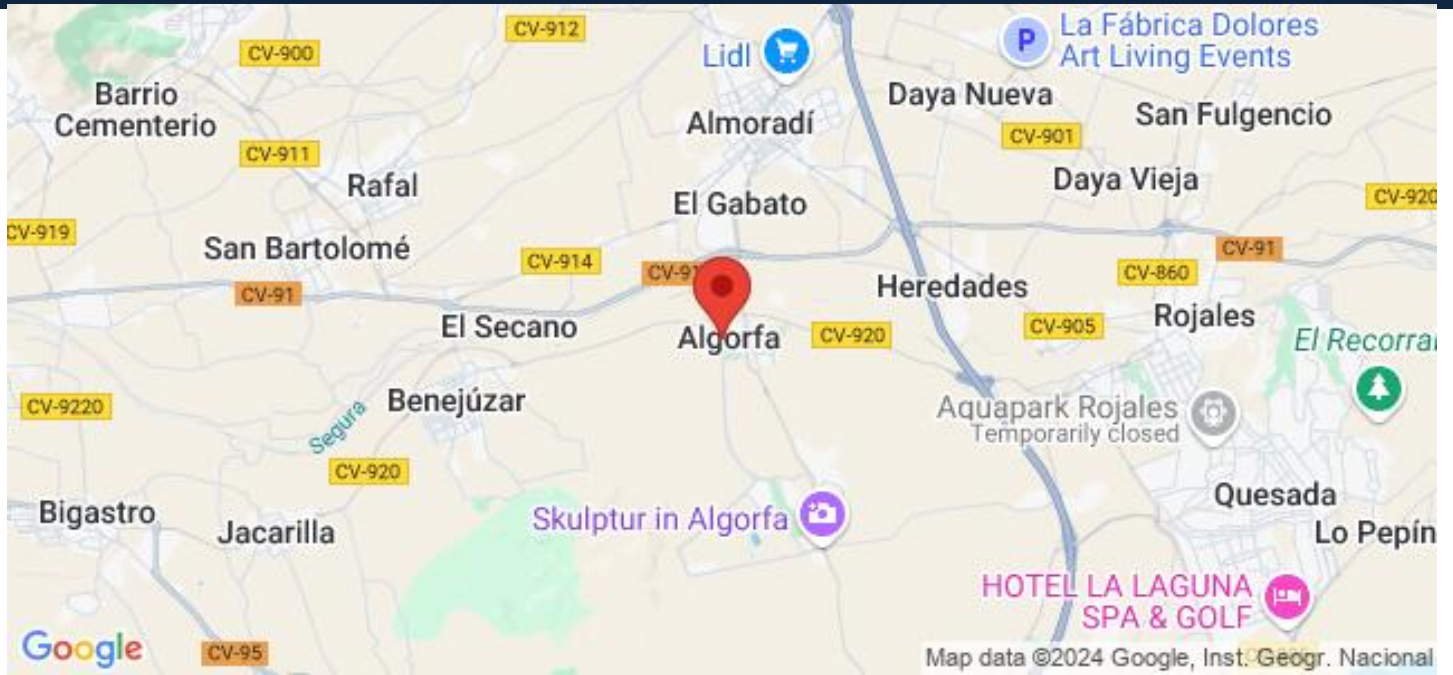 CV-912
CV-900
Lidl
P
La Fábrica Dolores
Art Living Events
Barrio
Cementerio
Almoradí
Daya Nueva
San Fulgencio
CV-901
CV-911
Rafal
Daya Vieja
El Gabato
CV-920
CV-919
San Bartolomé
CV-914
CV-91
CV-91
CV-860
CV-91
Heredades
Rojales
El Secano
Algorfa
CV-920
CV-905
Benejúzar
CV-9220
Segura
Aquapark Rojales
Temporarily closed
CV-920
Bigastro
Jacarilla
Skulptur in Algorfa
Quesada
Lo Pepín
HOTEL LA LAGUNA
SPA & GOLF
Google
CV-95
Map data ©2024 Google, Inst. Geogr. Nacional